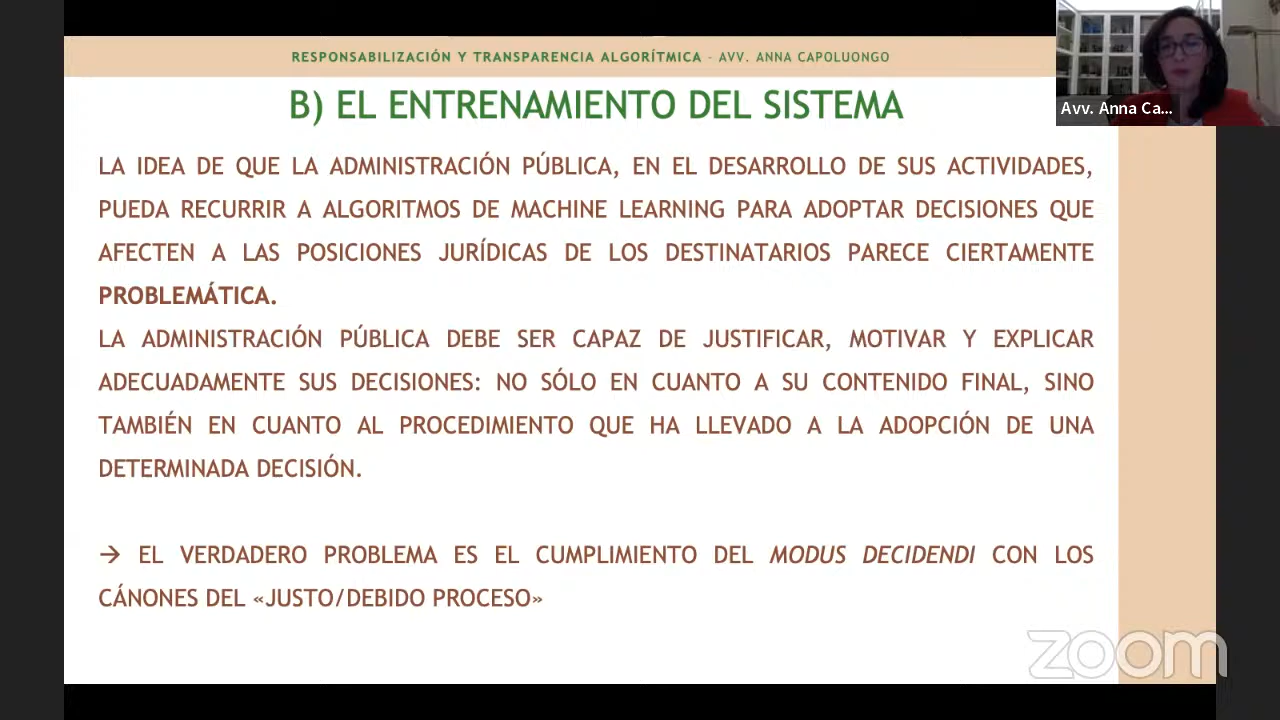 RESPONSABILIZACIÓN Y TRANSPARENCIA ALGORÍTMICA - AVV. ANNA CAPOLUONGO
B) EL ENTRENAMIENTO DEL SISTEMA
Avv. Anna Ca...
LA IDEA DE QUE LA ADMINISTRACIÓN PÚBLICA, EN EL DESARROLLO DE SUS ACTIVIDADES,
PUEDA RECURRIR A ALGORITMOS DE MACHINE LEARNING PARA ADOPTAR DECISIONES QUE
AFECTEN A LAS POSICIONES JURÍDICAS DE LOS DESTINATARIOS PARECE CIERTAMENTE
PROBLEMÁTICA.
LA ADMINISTRACIÓN PÚBLICA DEBE SER CAPAZ DE JUSTIFICAR, MOTIVAR Y EXPLICAR
ADECUADAMENTE SUS DECISIONES: NO SÓLO EN CUANTO A SU CONTENIDO FINAL, SINO
TAMBIÉN EN CUANTO AL PROCEDIMIENTO QUE HA LLEVADO A LA ADOPCIÓN DE UNA
DETERMINADA DECISIÓN.
→ EL VERDADERO PROBLEMA ES EL CUMPLIMIENTO DEL MODUS DECIDENDI CON LOS
CÁNONES DEL «JUSTO/DEBIDO PROCESO»
zoom